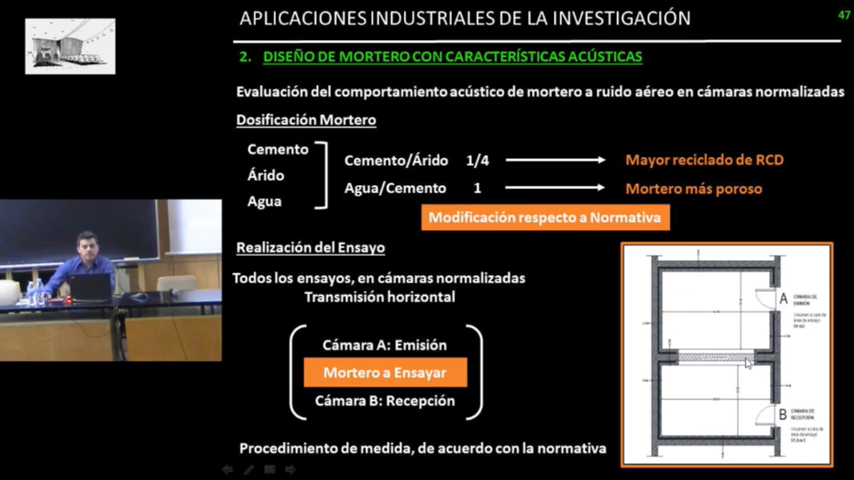 APLICACIONES INDUSTRIALES DE LA INVESTIGACIÓN
47
2. DISEÑO DE MORTERO CON CARACTERÍSTICAS ACÚSTICAS
Evaluación del comportamiento acústico de mortero a ruido aéreo en cámaras normalizadas
Dosificación Mortero
Cemento
Árido
Agua
Cemento/Árido 1/4 Mayor reciclado de RCD
Agua/Cemento 1 Mortero más poroso
Modificación respecto a Normativa
Realización del Ensayo
Todos los ensayos, en cámaras normalizadas
Transmisión horizontal
Cámara A: Emisión
Mortero a Ensayar
Cámara B: Recepción
Procedimiento de medida, de acuerdo con la normativa
A CÁMARA DE
EMISIÓN
B CÁMARA DE
RECEPCIÓN